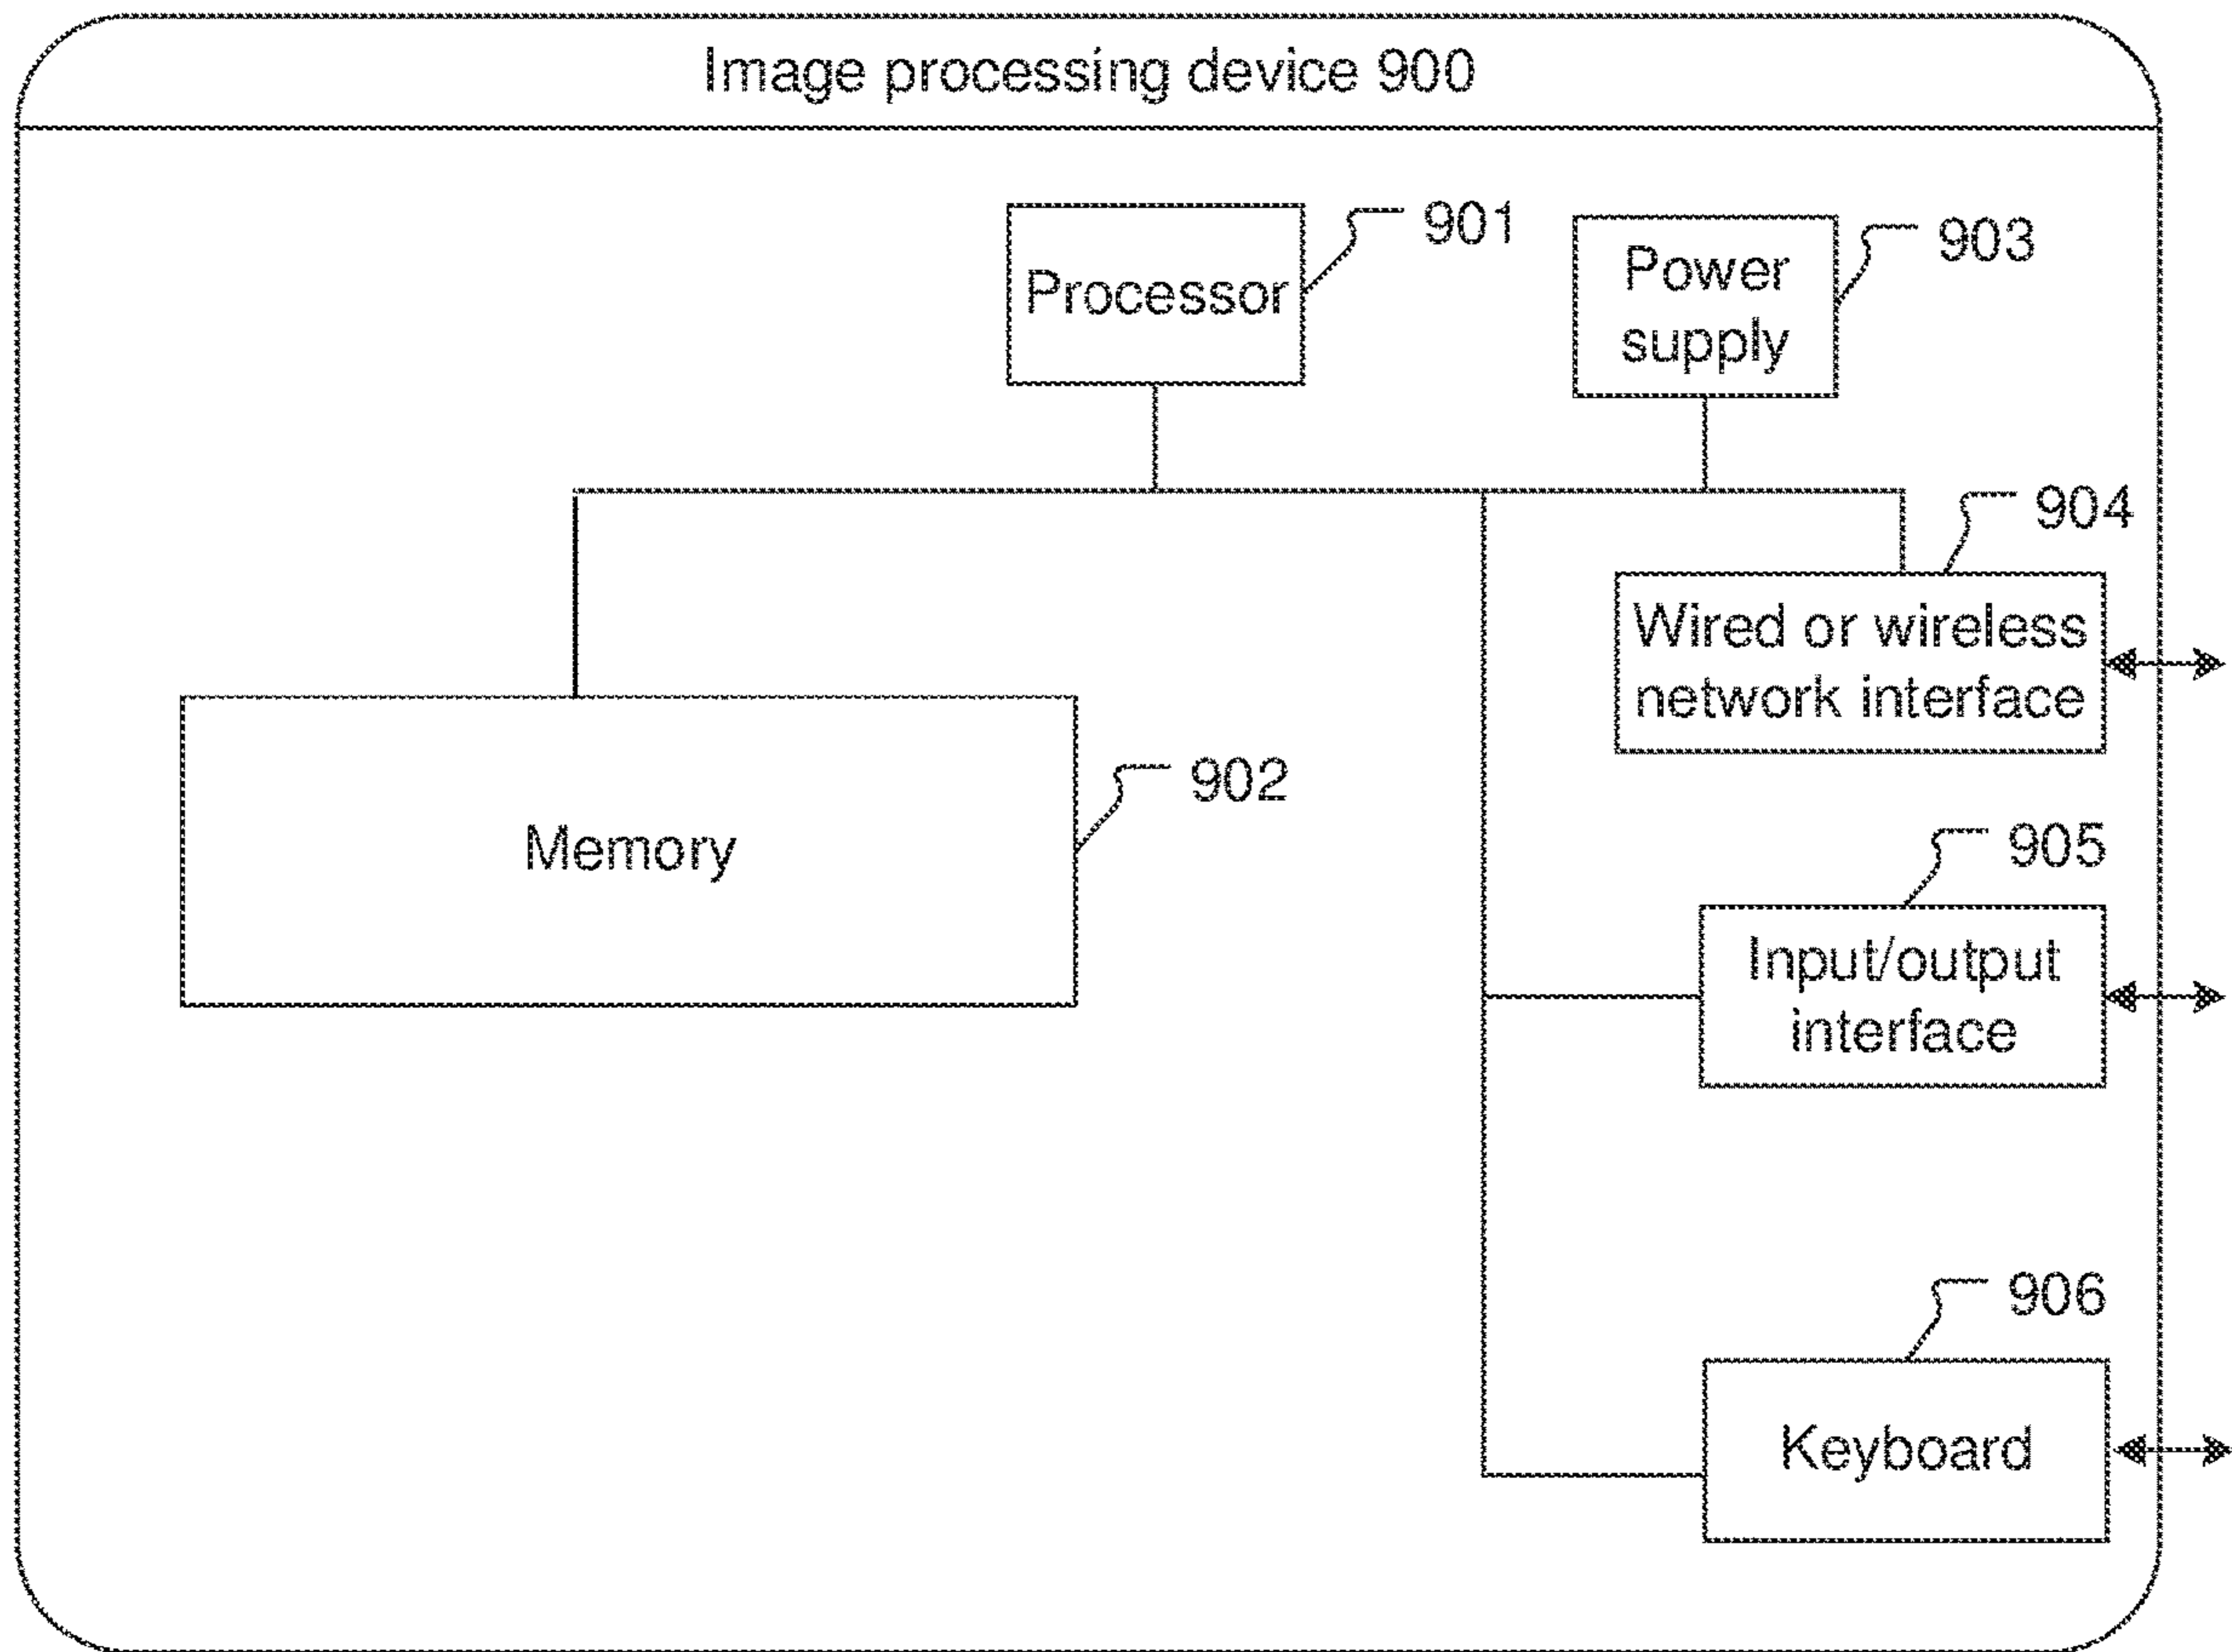 Image processing device 900
901
Processor
903
Power
supply
904
Wired or wireless
network interface
902
Memory
905
Input/output
interface
906
Keyboard